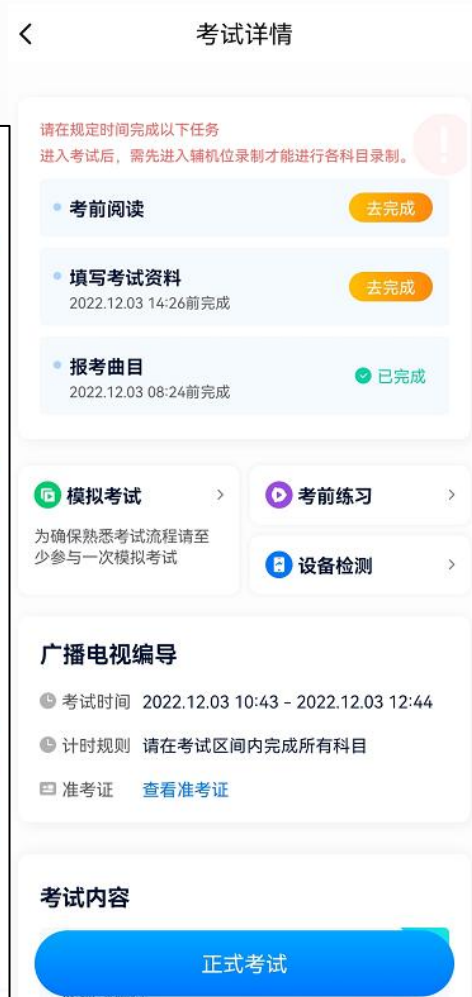 考试详情
请在规定时间完成以下任务
进入考试后，需先进入辅机位录制才能进行各科目录制。
考前阅读
去完成
填写考试资料
去完成
2022.12.03 14:26前完成
报考曲目
已完成
2022.12.03 08:24前完成
模拟考试
为确保熟悉考试流程请至
少参与一次模拟考试
考前练习
设备检测
广播电视编导
考试时间 2022.12.03 10:43 - 2022.12.03 12:44
计时规则 请在考试区间内完成所有科目
准考证 查看准考证
考试内容
正式考试